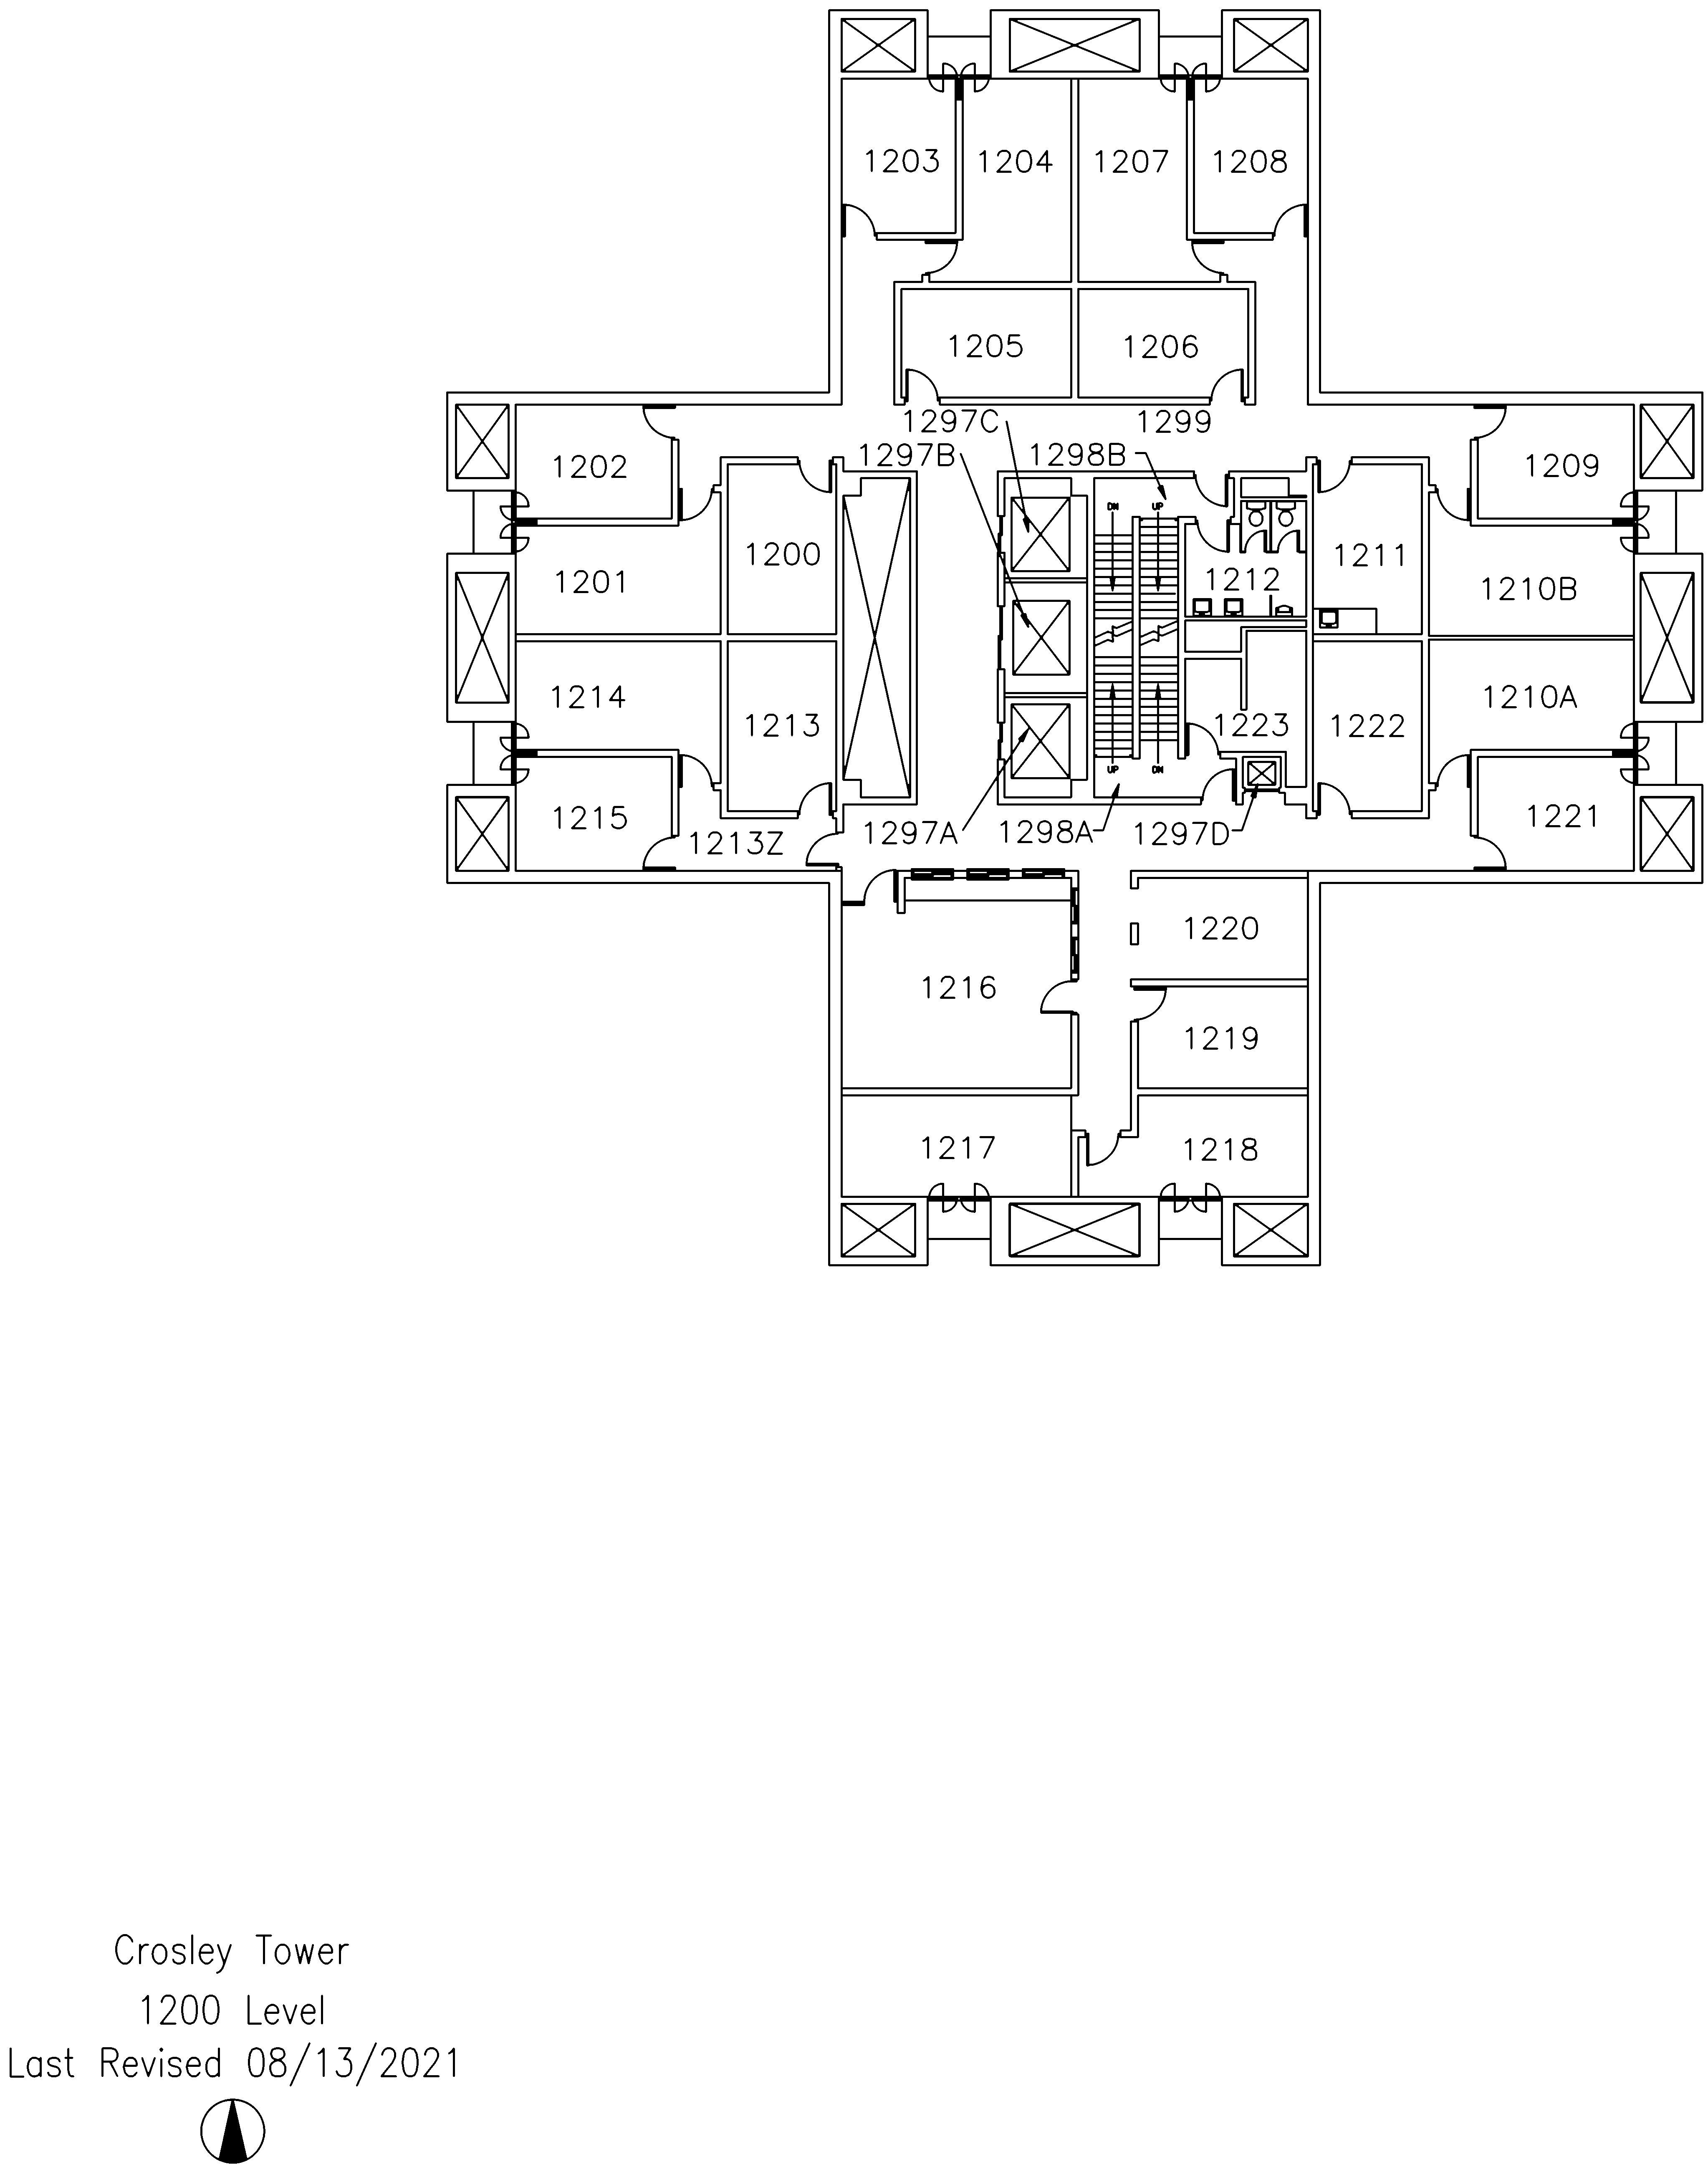 1203 1204 1207 1208
1205 1206
1297C 1299
1297B 1298B
1202 1209
DN UP
1200 1211
1201 1212 1210B
1214 1210A
1213 1223 1222
UP DN
1215 1221
1213Z 1297A 1298A 1297D
1220
1216
1219
1217 1218
Crosley Tower
1200 Level
Last Revised 08/13/2021